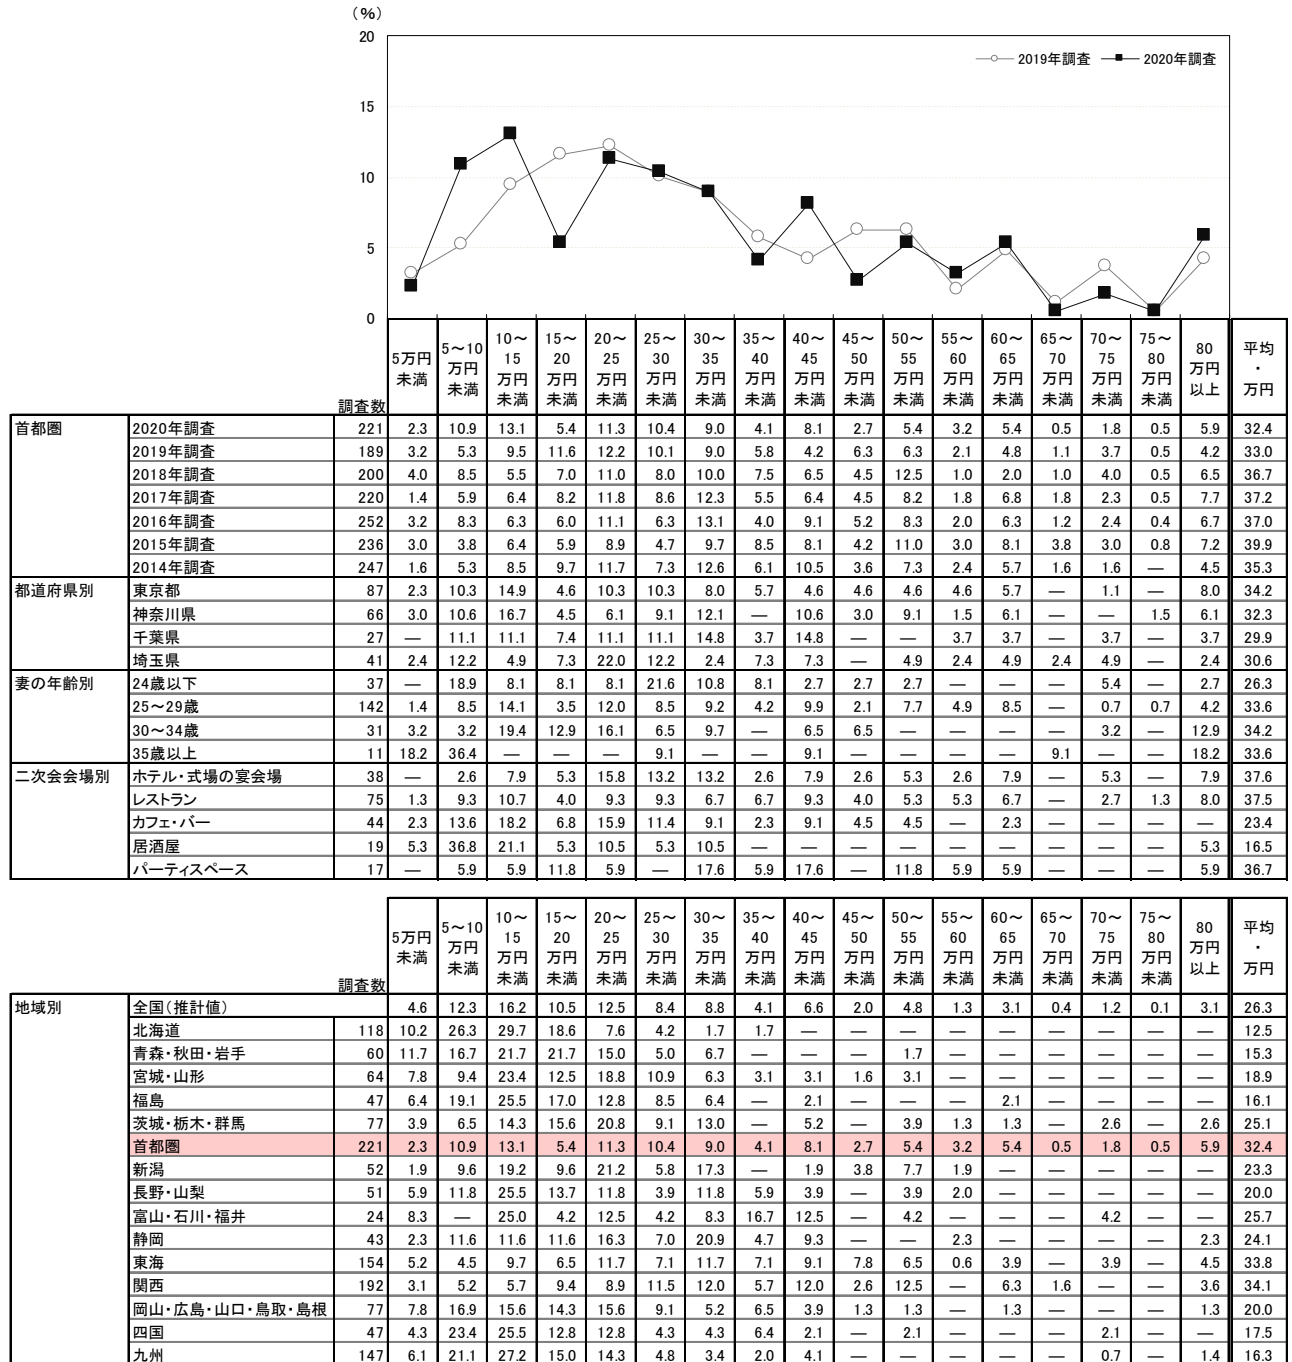 （%）
20
15
10
5
0
2019年調査 2020年調査
調査数 5万円未満 5～10万円未満 10～15万円未満 15～20万円未満 20～25万円未満 25～30万円未満 30～35万円未満 35～40万円未満 40～45万円未満 45～50万円未満 50～55万円未満 55～60万円未満 60～65万円未満 65～70万円未満 70～75万円未満 75～80万円未満 80万円以上 平均・万円
首都圏 2020年調査 221 2.3 10.9 13.1 5.4 11.3 10.4 9.0 4.1 8.1 2.7 5.4 3.2 5.4 0.5 1.8 0.5 5.9 32.4
2019年調査 189 3.2 5.3 9.5 11.6 12.2 10.1 9.0 5.8 4.2 6.3 6.3 2.1 4.8 1.1 3.7 0.5 4.2 33.0
2018年調査 200 4.0 8.5 5.5 7.0 11.0 8.0 10.0 7.5 6.5 4.5 12.5 1.0 2.0 1.0 4.0 0.5 6.5 36.7
2017年調査 220 1.4 5.9 6.4 8.2 11.8 8.6 12.3 5.5 6.4 4.5 8.2 1.8 6.8 1.8 2.3 0.5 7.7 37.2
2016年調査 252 3.2 8.3 6.3 6.0 11.1 6.3 13.1 4.0 9.1 5.2 8.3 2.0 6.3 1.2 2.4 0.4 6.7 37.0
2015年調査 236 3.0 3.8 6.4 5.9 8.9 4.7 9.7 8.5 8.1 4.2 11.0 3.0 8.1 3.8 3.0 0.8 7.2 39.9
2014年調査 247 1.6 5.3 8.5 9.7 11.7 7.3 12.6 6.1 10.5 3.6 7.3 2.4 5.7 1.6 1.6 — 4.5 35.3
都道府県別 東京都 87 2.3 10.3 14.9 4.6 10.3 10.3 8.0 5.7 4.6 4.6 4.6 4.6 5.7 — 1.1 — 8.0 34.2
神奈川県 66 3.0 10.6 16.7 4.5 6.1 9.1 12.1 — 10.6 3.0 9.1 1.5 6.1 — — 1.5 6.1 32.3
千葉県 27 — 11.1 11.1 7.4 11.1 11.1 14.8 3.7 14.8 — — 3.7 3.7 — 3.7 — 3.7 29.9
埼玉県 41 2.4 12.2 4.9 7.3 22.0 12.2 2.4 7.3 7.3 — 4.9 2.4 4.9 2.4 4.9 — 2.4 30.6
妻の年齢別 24歳以下 37 — 18.9 8.1 8.1 8.1 21.6 10.8 8.1 2.7 2.7 2.7 — — — 5.4 — 2.7 26.3
25～29歳 142 1.4 8.5 14.1 3.5 12.0 8.5 9.2 4.2 9.9 2.1 7.7 4.9 8.5 — 0.7 0.7 4.2 33.6
30～34歳 31 3.2 3.2 19.4 12.9 16.1 6.5 9.7 — 6.5 6.5 — — — — 3.2 — 12.9 34.2
35歳以上 11 18.2 36.4 — — — 9.1 — — 9.1 — — — — 9.1 — — 18.2 33.6
二次会会場別 ホテル・式場の宴会場 38 — 2.6 7.9 5.3 15.8 13.2 13.2 2.6 7.9 2.6 5.3 2.6 7.9 — 5.3 — 7.9 37.6
レストラン 75 1.3 9.3 10.7 4.0 9.3 9.3 6.7 6.7 9.3 4.0 5.3 5.3 6.7 — 2.7 1.3 8.0 37.5
カフェ・バー 44 2.3 13.6 18.2 6.8 15.9 11.4 9.1 2.3 9.1 4.5 4.5 — 2.3 — — — — 23.4
居酒屋 19 5.3 36.8 21.1 5.3 10.5 5.3 10.5 — — — — — — — — — 5.3 16.5
パーティスペース 17 — 5.9 5.9 11.8 5.9 — 17.6 5.9 17.6 — 11.8 5.9 5.9 — — — 5.9 36.7
調査数 5万円未満 5～10万円未満 10～15万円未満 15～20万円未満 20～25万円未満 25～30万円未満 30～35万円未満 35～40万円未満 40～45万円未満 45～50万円未満 50～55万円未満 55～60万円未満 60～65万円未満 65～70万円未満 70～75万円未満 75～80万円未満 80万円以上 平均・万円
地域別 全国（推計値） 4.6 12.3 16.2 10.5 12.5 8.4 8.8 4.1 6.6 2.0 4.8 1.3 3.1 0.4 1.2 0.1 3.1 26.3
北海道 118 10.2 26.3 29.7 18.6 7.6 4.2 1.7 1.7 — — — — — — — — — 12.5
青森・秋田・岩手 60 11.7 16.7 21.7 21.7 15.0 5.0 6.7 — — — 1.7 — — — — — — 15.3
宮城・山形 64 7.8 9.4 23.4 12.5 18.8 10.9 6.3 3.1 3.1 1.6 3.1 — — — — — — 18.9
福島 47 6.4 19.1 25.5 17.0 12.8 8.5 6.4 — 2.1 — — — 2.1 — — — — 16.1
茨城・栃木・群馬 77 3.9 6.5 14.3 15.6 20.8 9.1 13.0 — 5.2 — 3.9 1.3 1.3 — 2.6 — 2.6 25.1
首都圏 221 2.3 10.9 13.1 5.4 11.3 10.4 9.0 4.1 8.1 2.7 5.4 3.2 5.4 0.5 1.8 0.5 5.9 32.4
新潟 52 1.9 9.6 19.2 9.6 21.2 5.8 17.3 — 1.9 3.8 7.7 1.9 — — — — — 23.3
長野・山梨 51 5.9 11.8 25.5 13.7 11.8 3.9 11.8 5.9 3.9 — 3.9 2.0 — — — — — 20.0
富山・石川・福井 24 8.3 — 25.0 4.2 12.5 4.2 8.3 16.7 12.5 — 4.2 — — — 4.2 — — 25.7
静岡 43 2.3 11.6 11.6 11.6 16.3 7.0 20.9 4.7 9.3 — — 2.3 — — — — 2.3 24.1
東海 154 5.2 4.5 9.7 6.5 11.7 7.1 11.7 7.1 9.1 7.8 6.5 0.6 3.9 — 3.9 — 4.5 33.8
関西 192 3.1 5.2 5.7 9.4 8.9 11.5 12.0 5.7 12.0 2.6 12.5 — 6.3 1.6 — — 3.6 34.1
岡山・広島・山口・鳥取・島根 77 7.8 16.9 15.6 14.3 15.6 9.1 5.2 6.5 3.9 1.3 1.3 — 1.3 — — — 1.3 20.0
四国 47 4.3 23.4 25.5 12.8 12.8 4.3 4.3 6.4 2.1 — 2.1 — — — 2.1 — — 17.5
九州 147 6.1 21.1 27.2 15.0 14.3 4.8 3.4 2.0 4.1 — — — — — 0.7 — 1.4 16.3